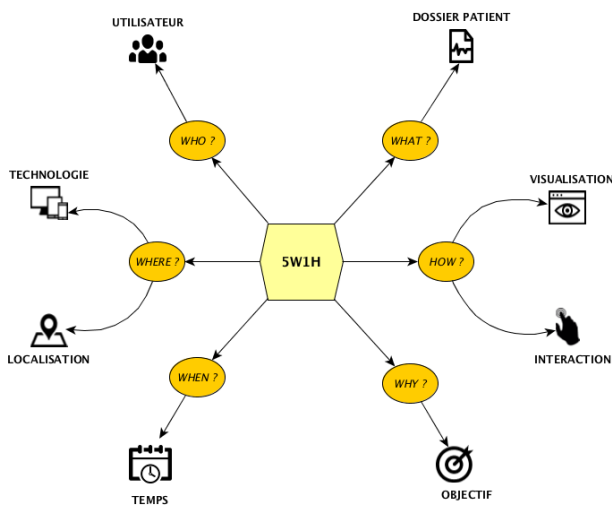 UTILISATEUR
DOSSIER PATIENT
WHO ?
WHAT ?
TECHNOLOGIE
VISUALISATION
WHERE ?
5W1H
HOW ?
LOCALISATION
INTERACTION
WHEN ?
WHY ?
TEMPS
OBJECTIF